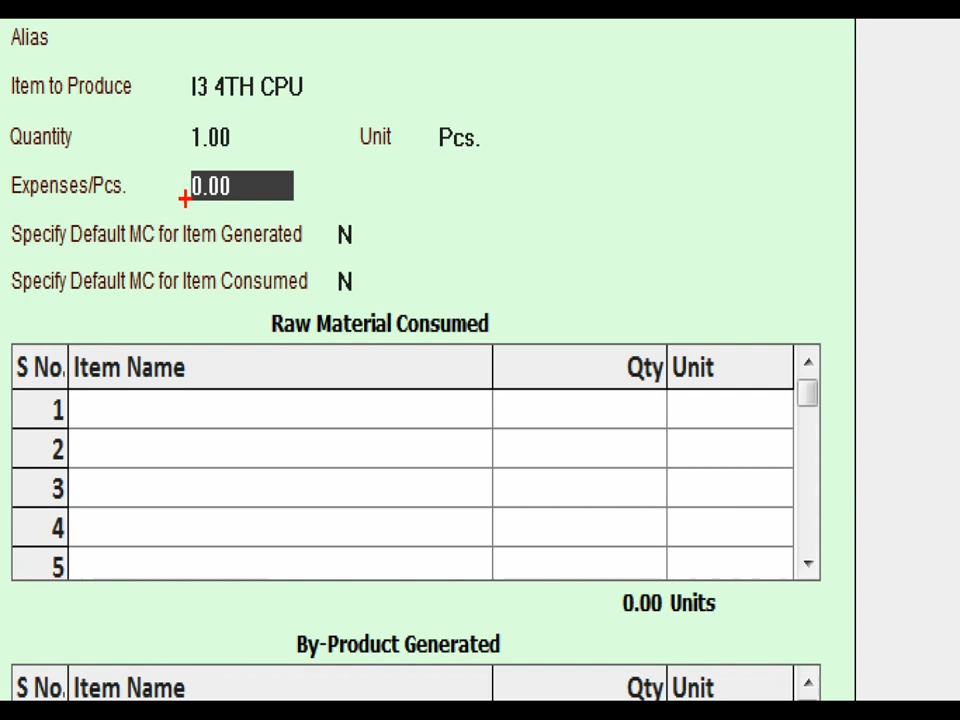 Alias
Item to Produce I3 4TH CPU
Quantity 1.00 Unit Pcs.
Expenses/Pcs. 0.00
Specify Default MC for Item Generated N
Specify Default MC for Item Consumed N
Raw Material Consumed
S No. Item Name Qty Unit
1
2
3
4
5
0.00 Units
By-Product Generated
S No. Item Name Qty Unit